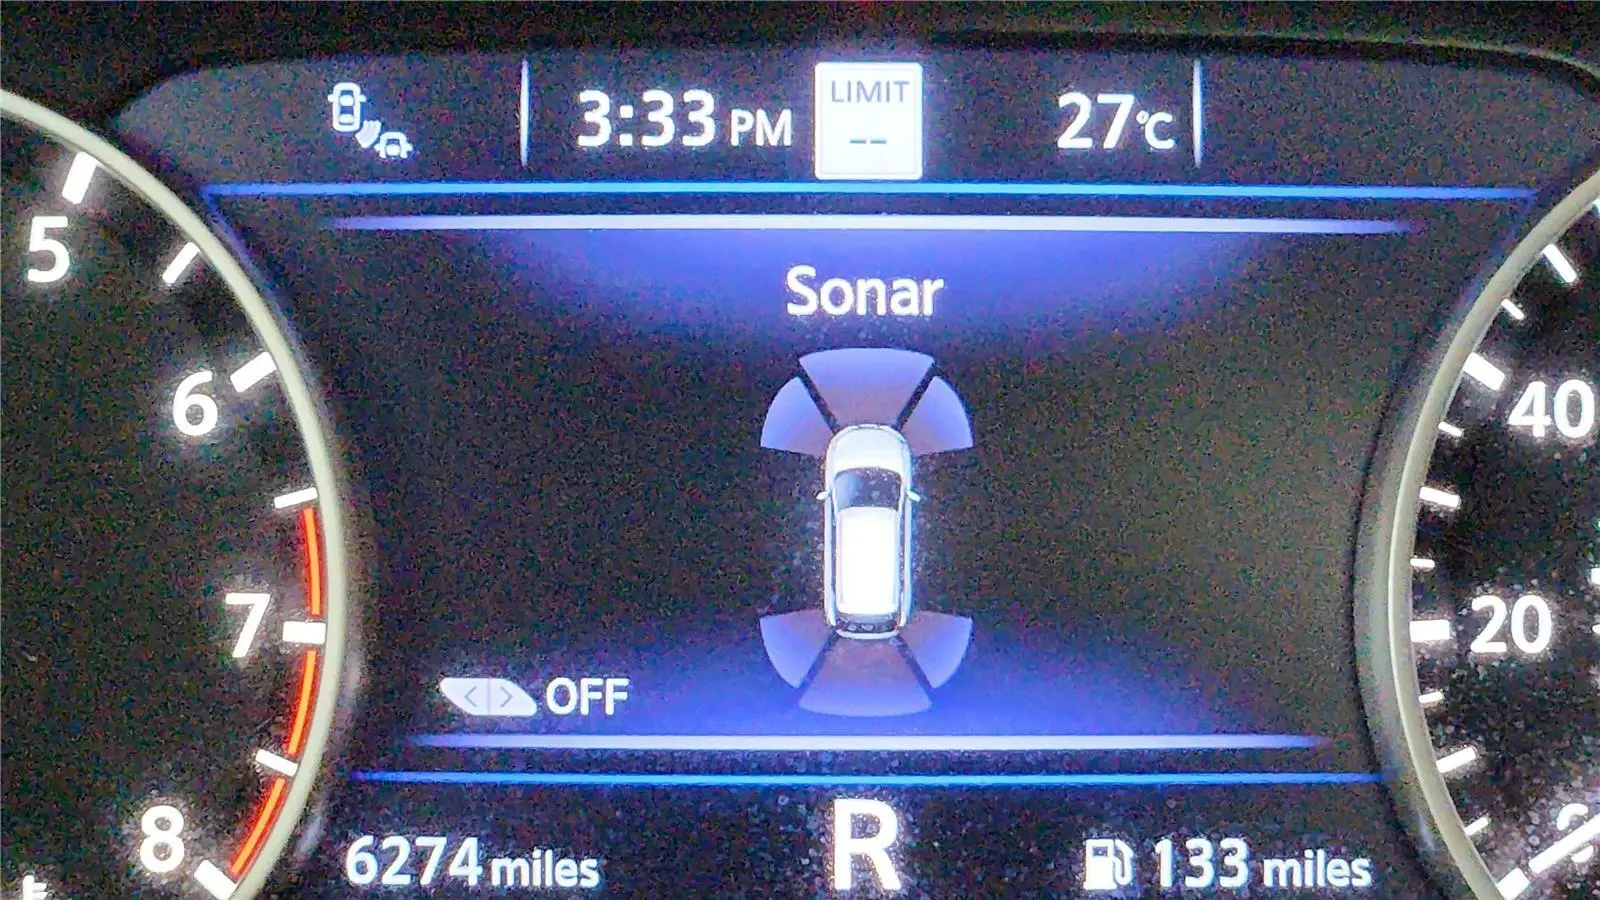 3:33 PM
LIMIT
--
27°C
Sonar
5
6
7
8
40
20
< > OFF
6274 miles
R
133 miles